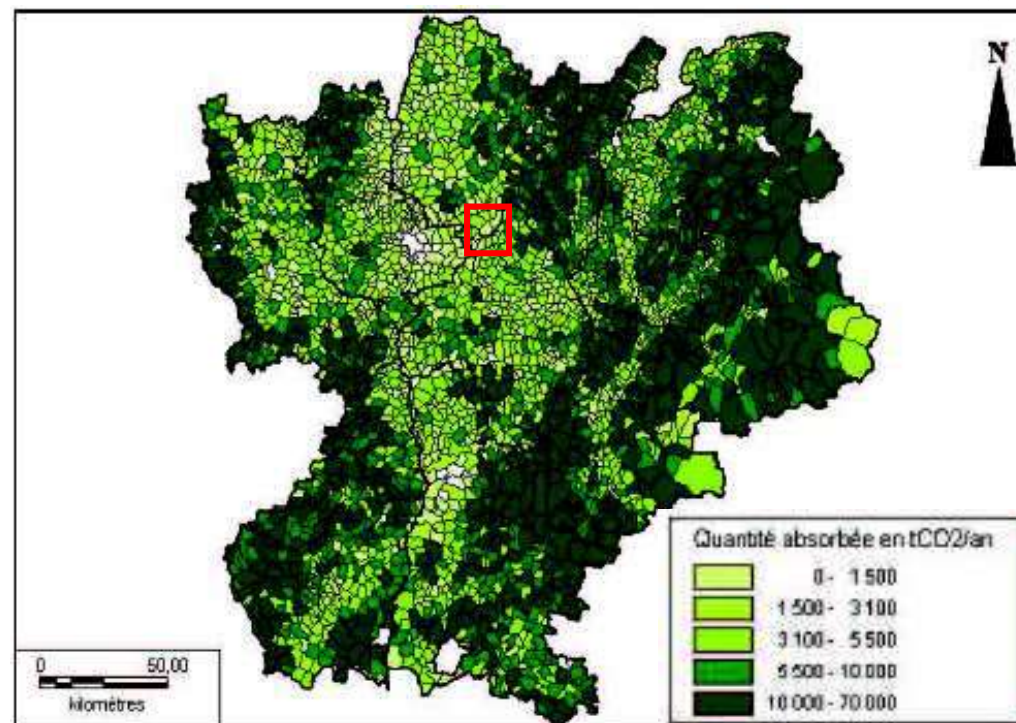 N
Quantité absorbée en tCO2/an
0 - 1 500
1 500 - 3 100
3 100 - 5 500
5 500 - 10 000
10 000 - 70 000
0 50,00
kilomètres